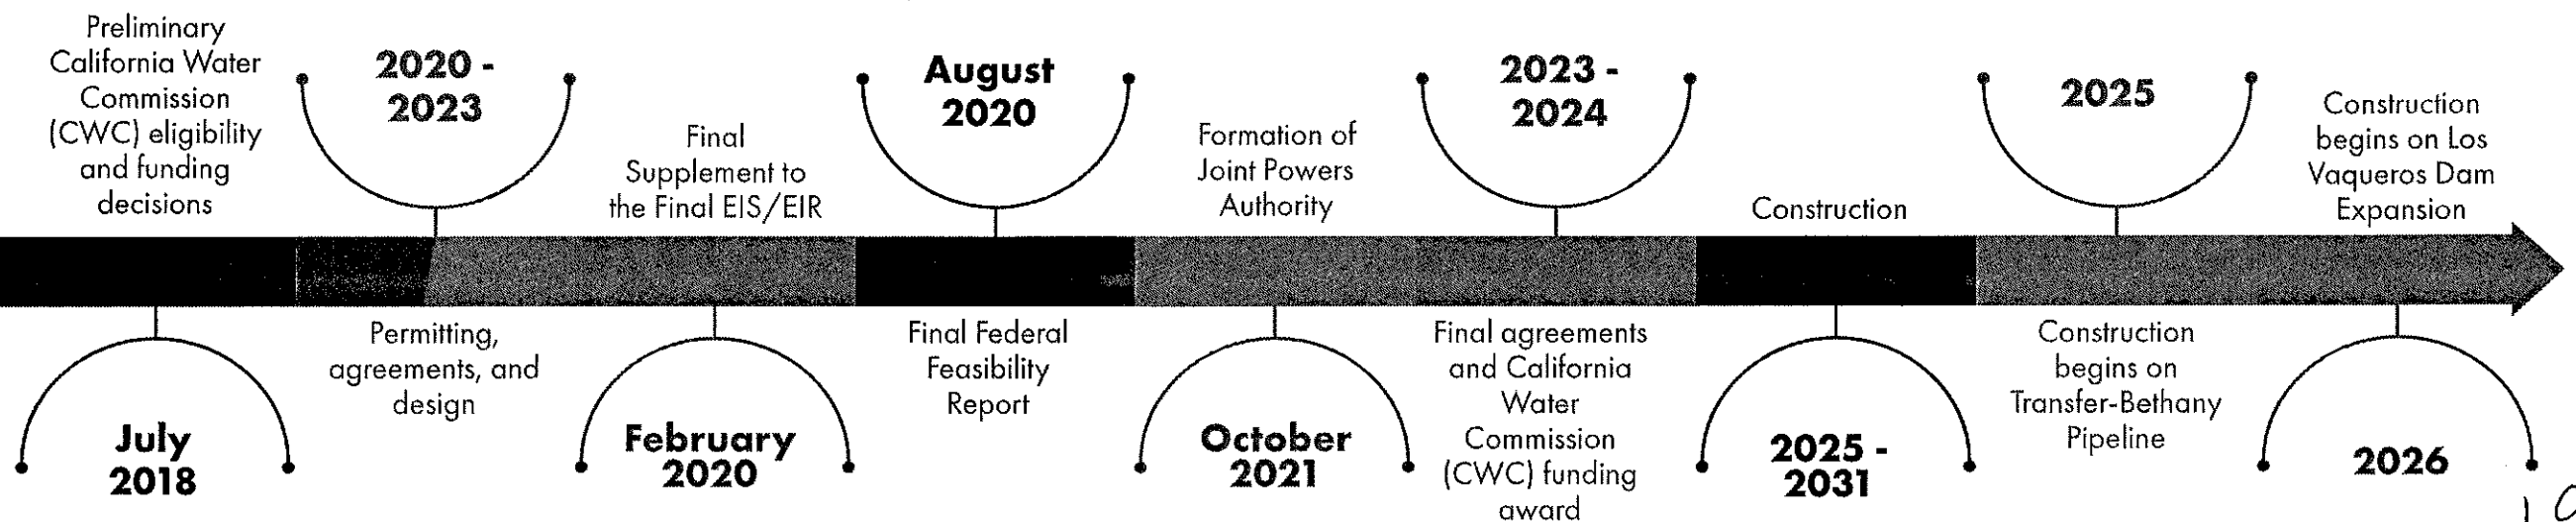 Preliminary
California Water
Commission
(CWC) eligibility
and funding
decisions
July
2018
2020 -
2023
Permitting,
agreements, and
design
Final
Supplement to
the Final EIS/EIR
February
2020
August
2020
Final Federal
Feasibility
Report
Formation of
Joint Powers
Authority
October
2021
2023 -
2024
Final agreements
and California
Water
Commission
(CWC) funding
award
Construction
2025 -
2031
2025
Construction
begins on
Transfer-Bethany
Pipeline
Construction
begins on Los
Vaqueros Dam
Expansion
2026